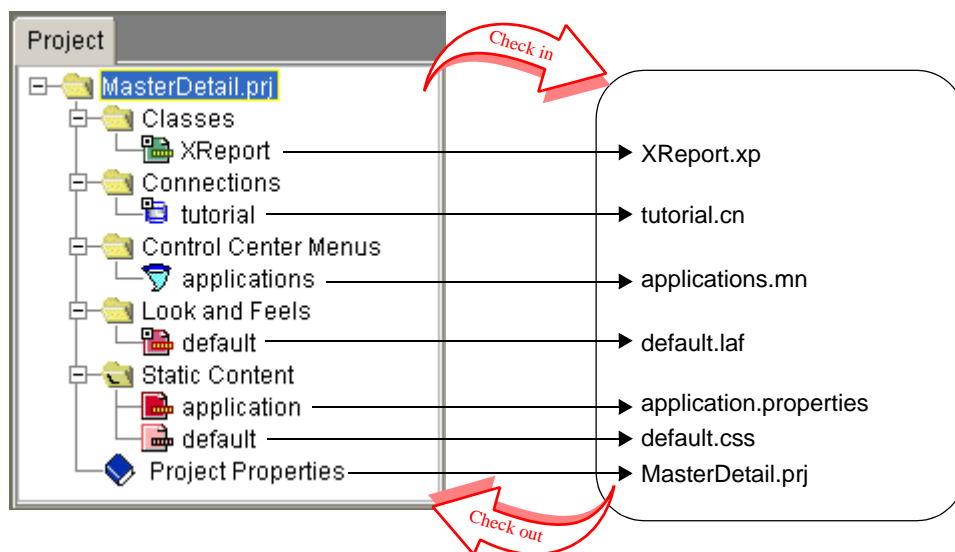 Project
Check in
MasterDetail.prj
Classes
XReport
XReport.xp
Connections
tutorial
tutorial.cn
Control Center Menus
applications
applications.mn
Look and Feels
default
default.laf
Static Content
application
application.properties
default
default.css
Project Properties
MasterDetail.prj
Check out